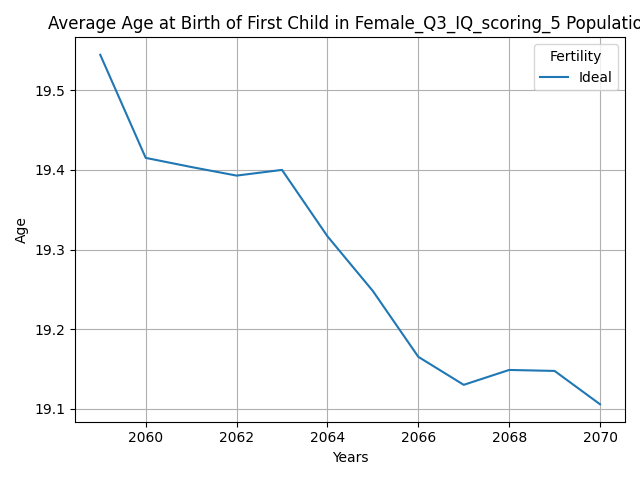 Average Age at Birth of First Child in Female_Q3_IQ_scoring_5 Populatio
Fertility
Ideal
19.5
19.4
19.3
19.2
19.1
Age
2060 2062 2064 2066 2068 2070
Years